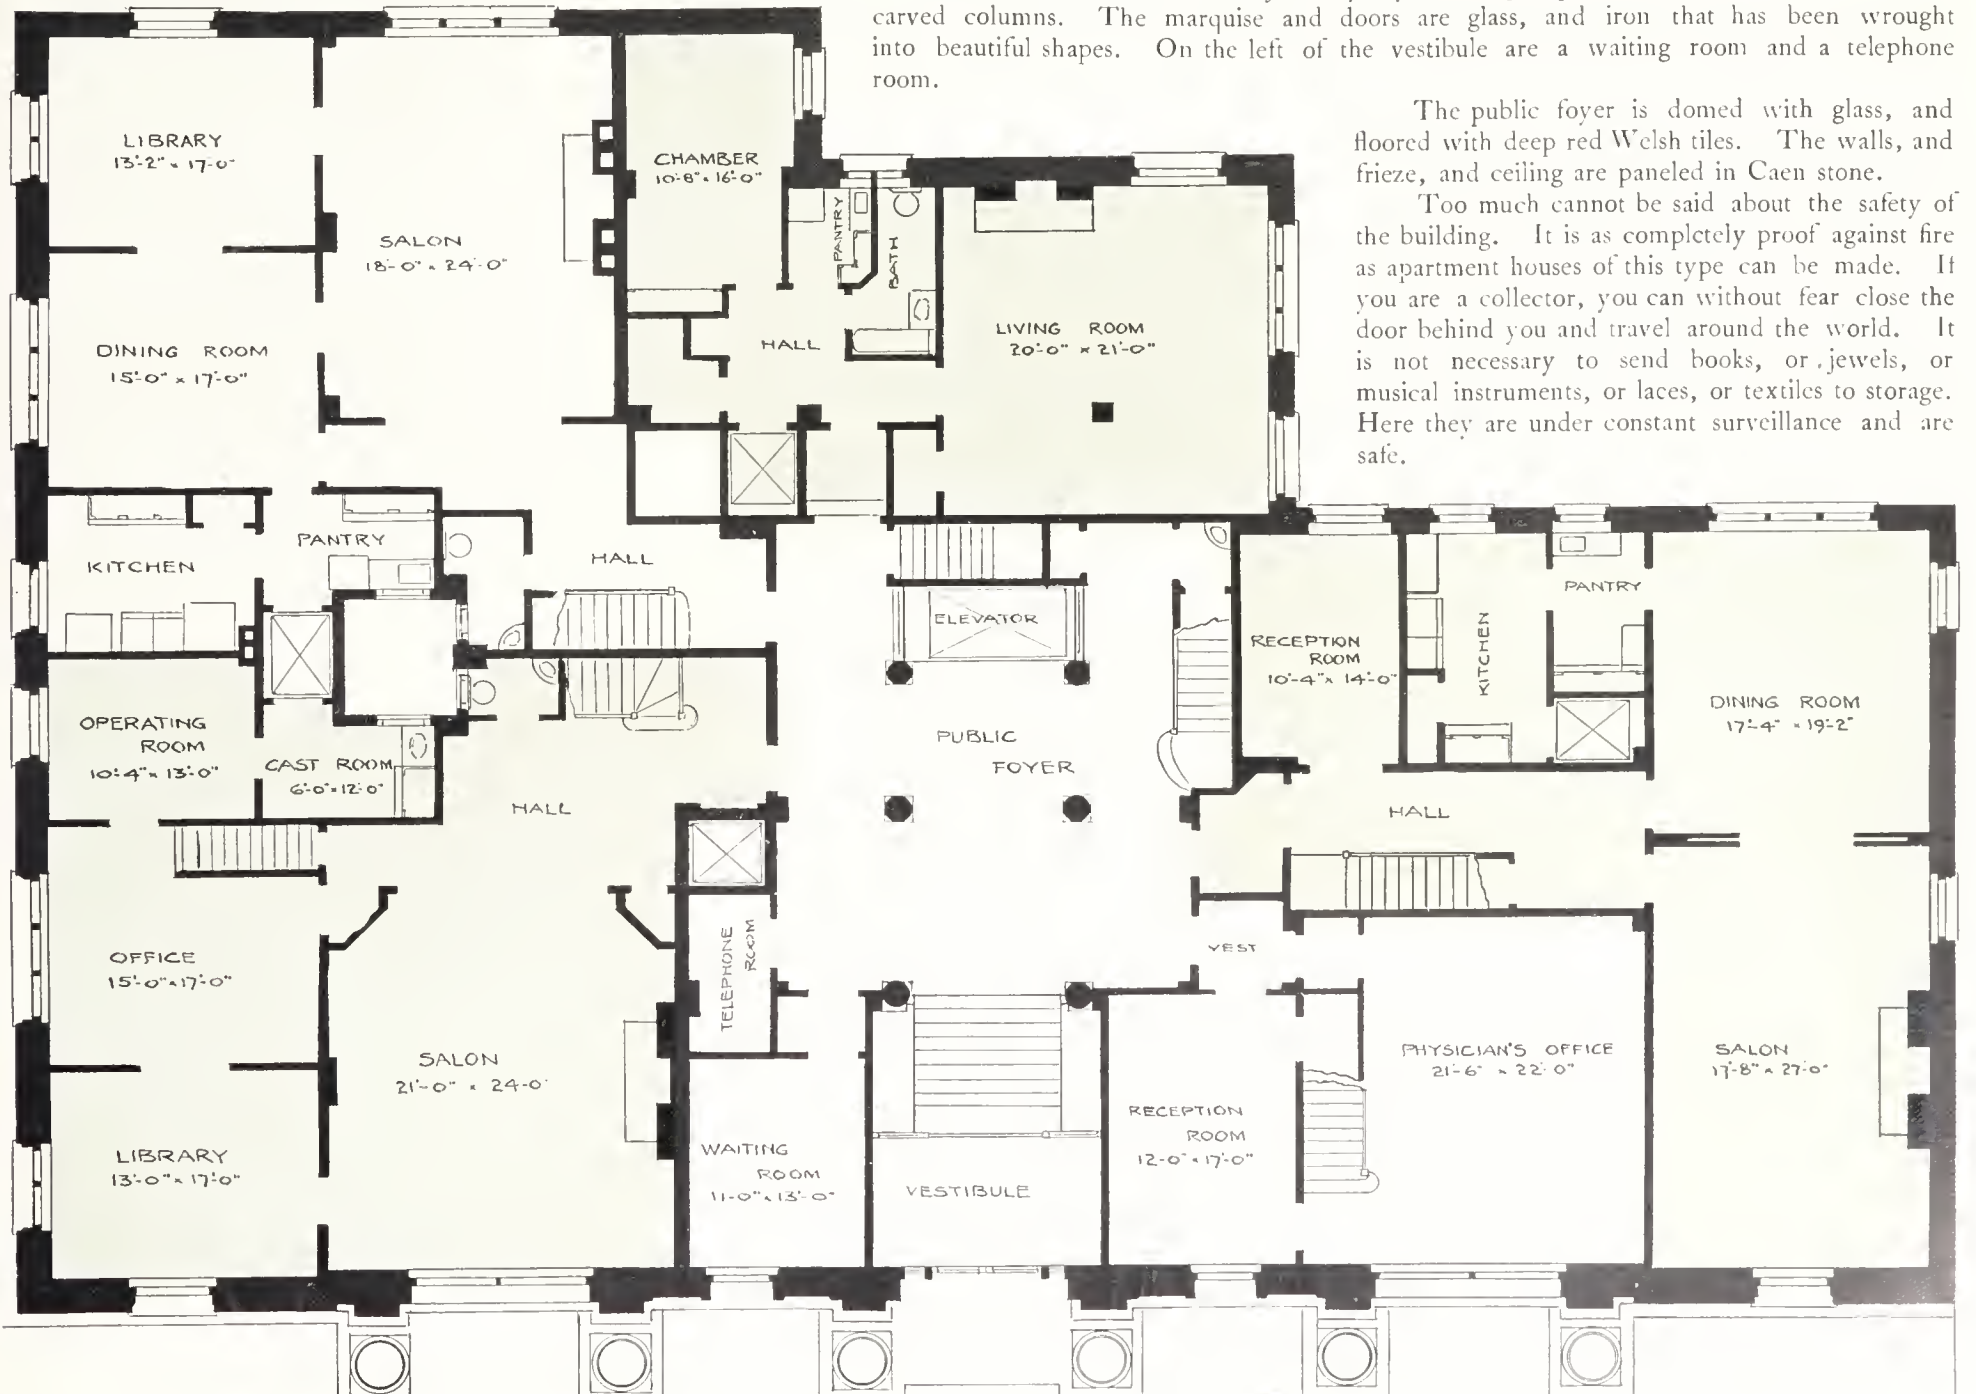 carved columns. The marquise and doors are glass, and iron that has been wrought
into beautiful shapes. On the left of the vestibule are a waiting room and a telephone
room.
The public foyer is domed with glass, and
floored with deep red Welsh tiles. The walls, and
frieze, and ceiling are paneled in Caen stone.
Too much cannot be said about the safety of
the building. It is as completely proof against fire
as apartment houses of this type can be made. If
you are a collector, you can without fear close the
door behind you and travel around the world. It
is not necessary to send books, or jewels, or
musical instruments, or laces, or textiles to storage.
Here they are under constant surveillance and are
safe.
LIBRARY
13'-2" x 17'-0"
SALON
18'-0" x 24'-0"
CHAMBER
10'-8" x 16'-0"
PANTRY
BATH
LIVING ROOM
20'-0" x 21'-0"
HALL
DINING ROOM
15'-0" x 17'-0"
KITCHEN
PANTRY
HALL
ELEVATOR
RECEPTION
ROOM
10'-4" x 14'-0"
KITCHEN
PANTRY
DINING ROOM
17'-4" x 19'-2"
OPERATING
ROOM
10'-4" x 13'-0"
CAST ROOM
6'-0" x 12'-0"
HALL
PUBLIC
FOYER
HALL
OFFICE
15'-0" x 17'-0"
TELEPHONE
ROOM
VEST
SALON
21'-0" x 24'-0"
PHYSICIAN'S OFFICE
21'-6" x 22'-0"
SALON
17'-8" x 27'-0"
LIBRARY
13'-0" x 17'-0"
WAITING
ROOM
11'-0" x 13'-0"
VESTIBULE
RECEPTION
ROOM
12'-0" x 17'-0"